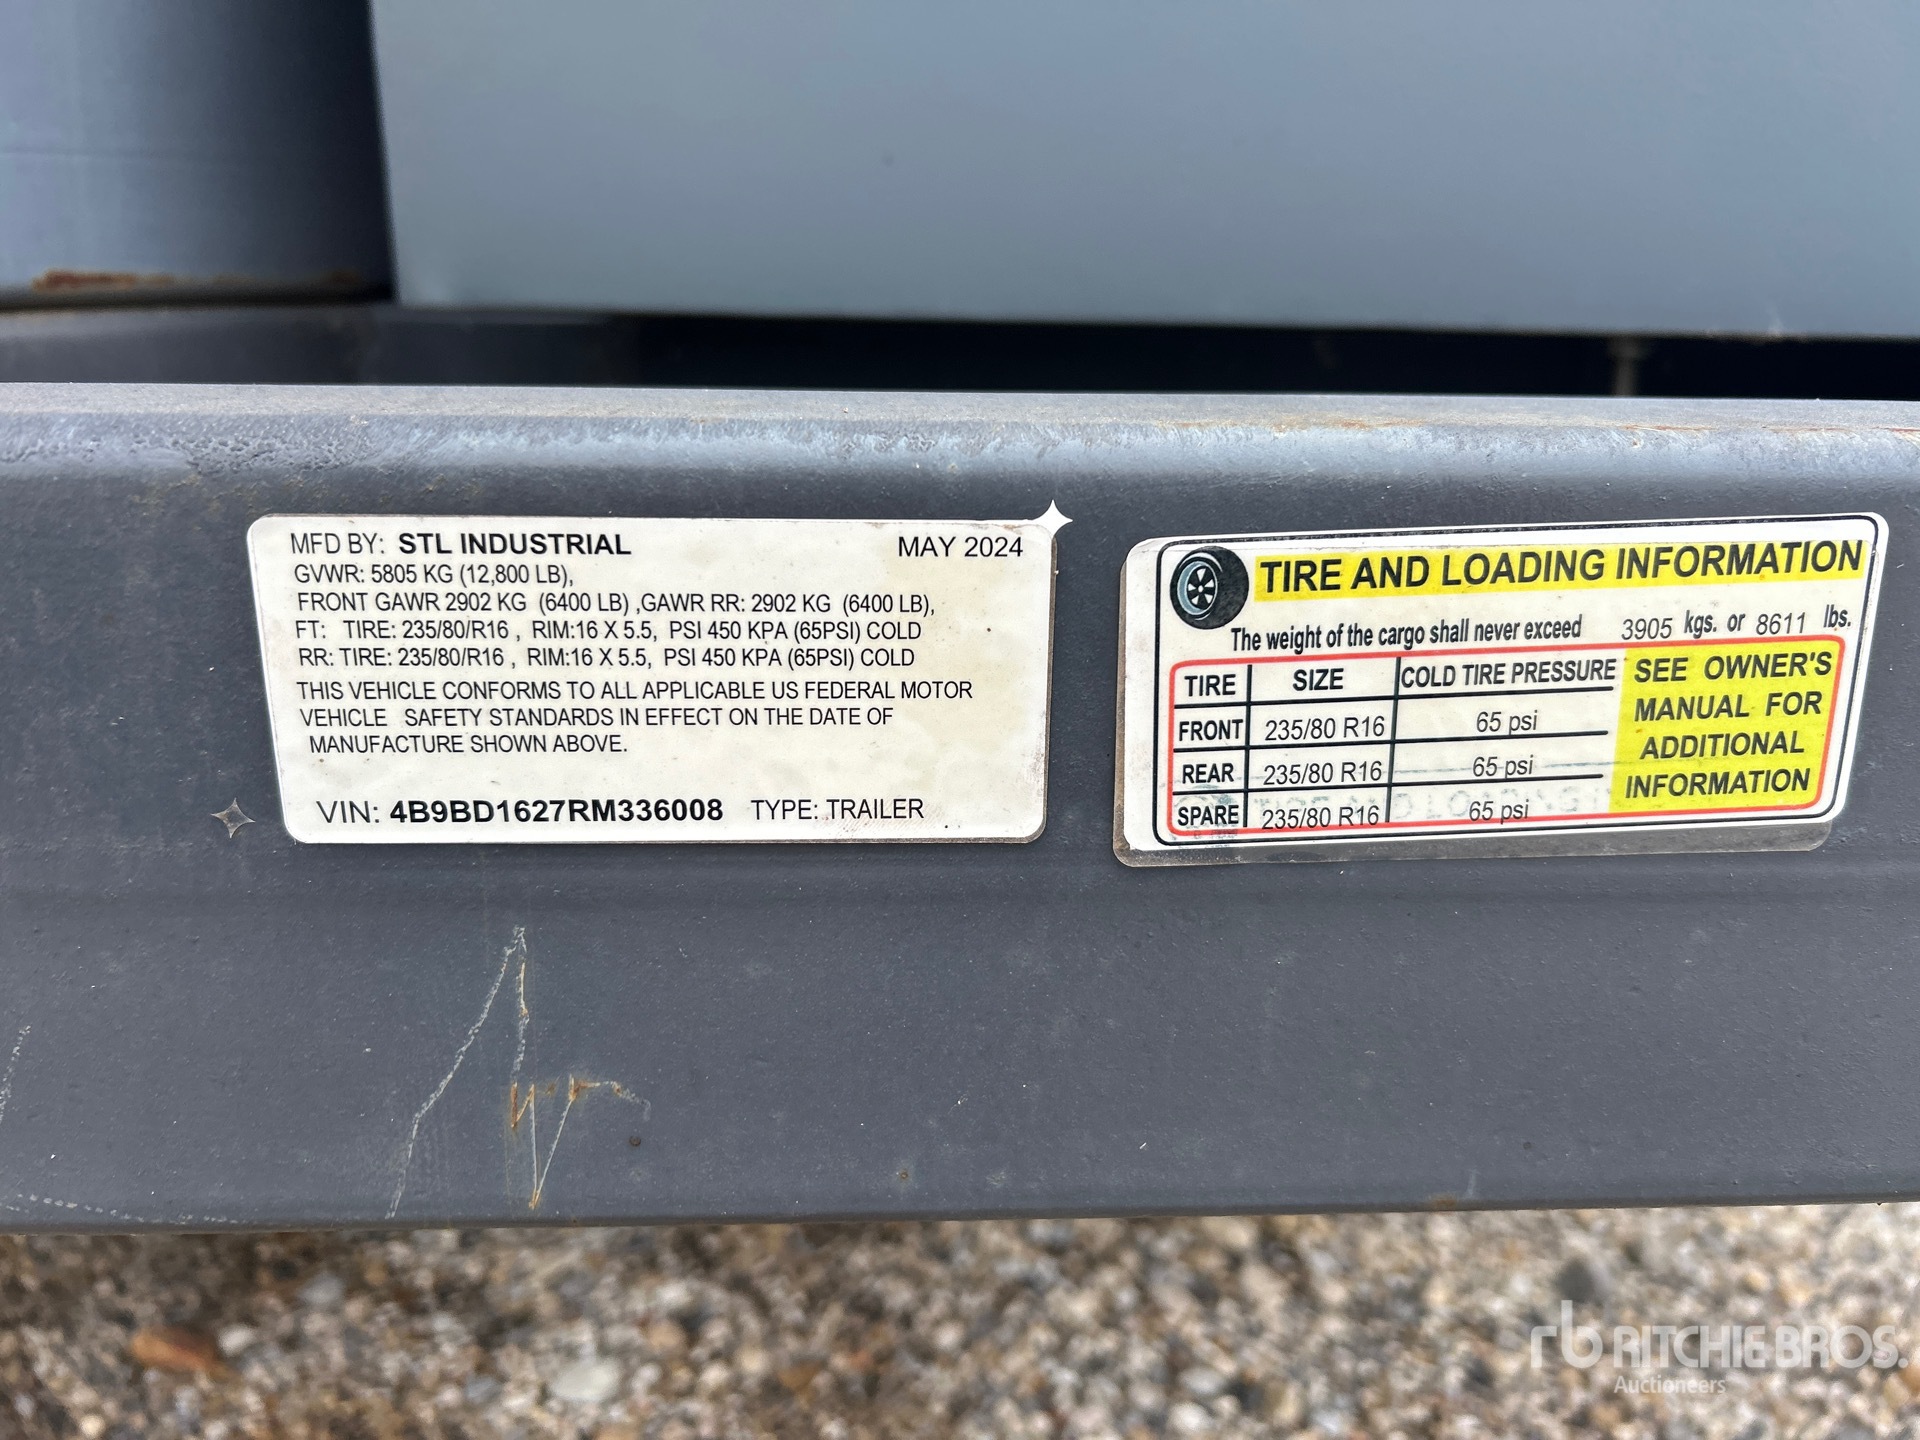 MFD BY: STL INDUSTRIAL MAY 2024
GVWR: 5805 KG (12,800 LB),
FRONT GAWR 2902 KG (6400 LB) ,GAWR RR: 2902 KG (6400 LB),
FT: TIRE: 235/80/R16 , RIM:16 X 5.5, PSI 450 KPA (65PSI) COLD
RR: TIRE: 235/80/R16 , RIM:16 X 5.5, PSI 450 KPA (65PSI) COLD
THIS VEHICLE CONFORMS TO ALL APPLICABLE US FEDERAL MOTOR
VEHICLE SAFETY STANDARDS IN EFFECT ON THE DATE OF
MANUFACTURE SHOWN ABOVE.
VIN: 4B9BD1627RM336008 TYPE: TRAILER
TIRE AND LOADING INFORMATION
The weight of the cargo shall never exceed 3905 kgs. or 8611 lbs.
TIRE SIZE COLD TIRE PRESSURE
FRONT 235/80 R16 65 psi
REAR 235/80 R16 65 psi
SPARE 235/80 R16 65 psi
SEE OWNER'S
MANUAL FOR
ADDITIONAL
INFORMATION
rb RITCHIE BROS.
Auctioneers